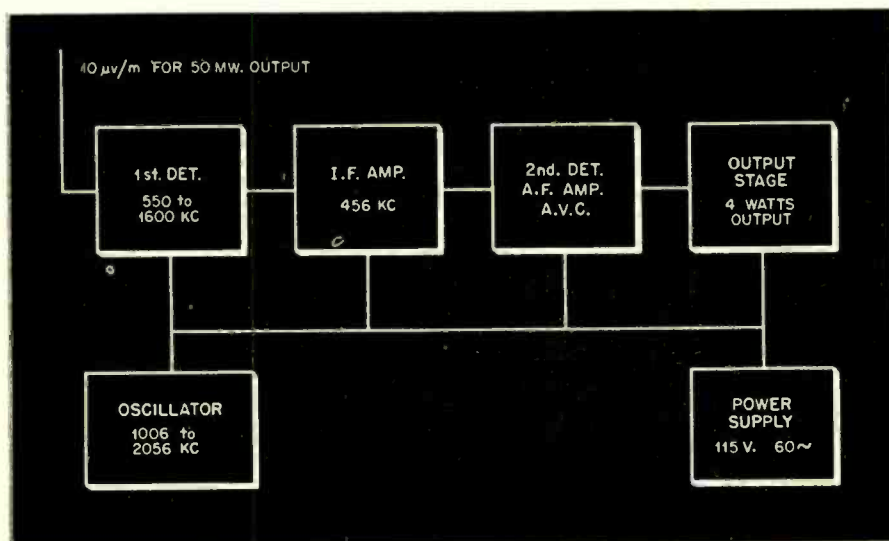 10 μv/m FOR 50 MW. OUTPUT
1st. DET.
550 to
1600 KC
I.F. AMP.
456 KC
2nd. DET.
A.F. AMP.
A.V.C.
OUTPUT
STAGE
4 WATTS
OUTPUT
OSCILLATOR
1006 to
2056 KC
POWER
SUPPLY
115 V. 60~